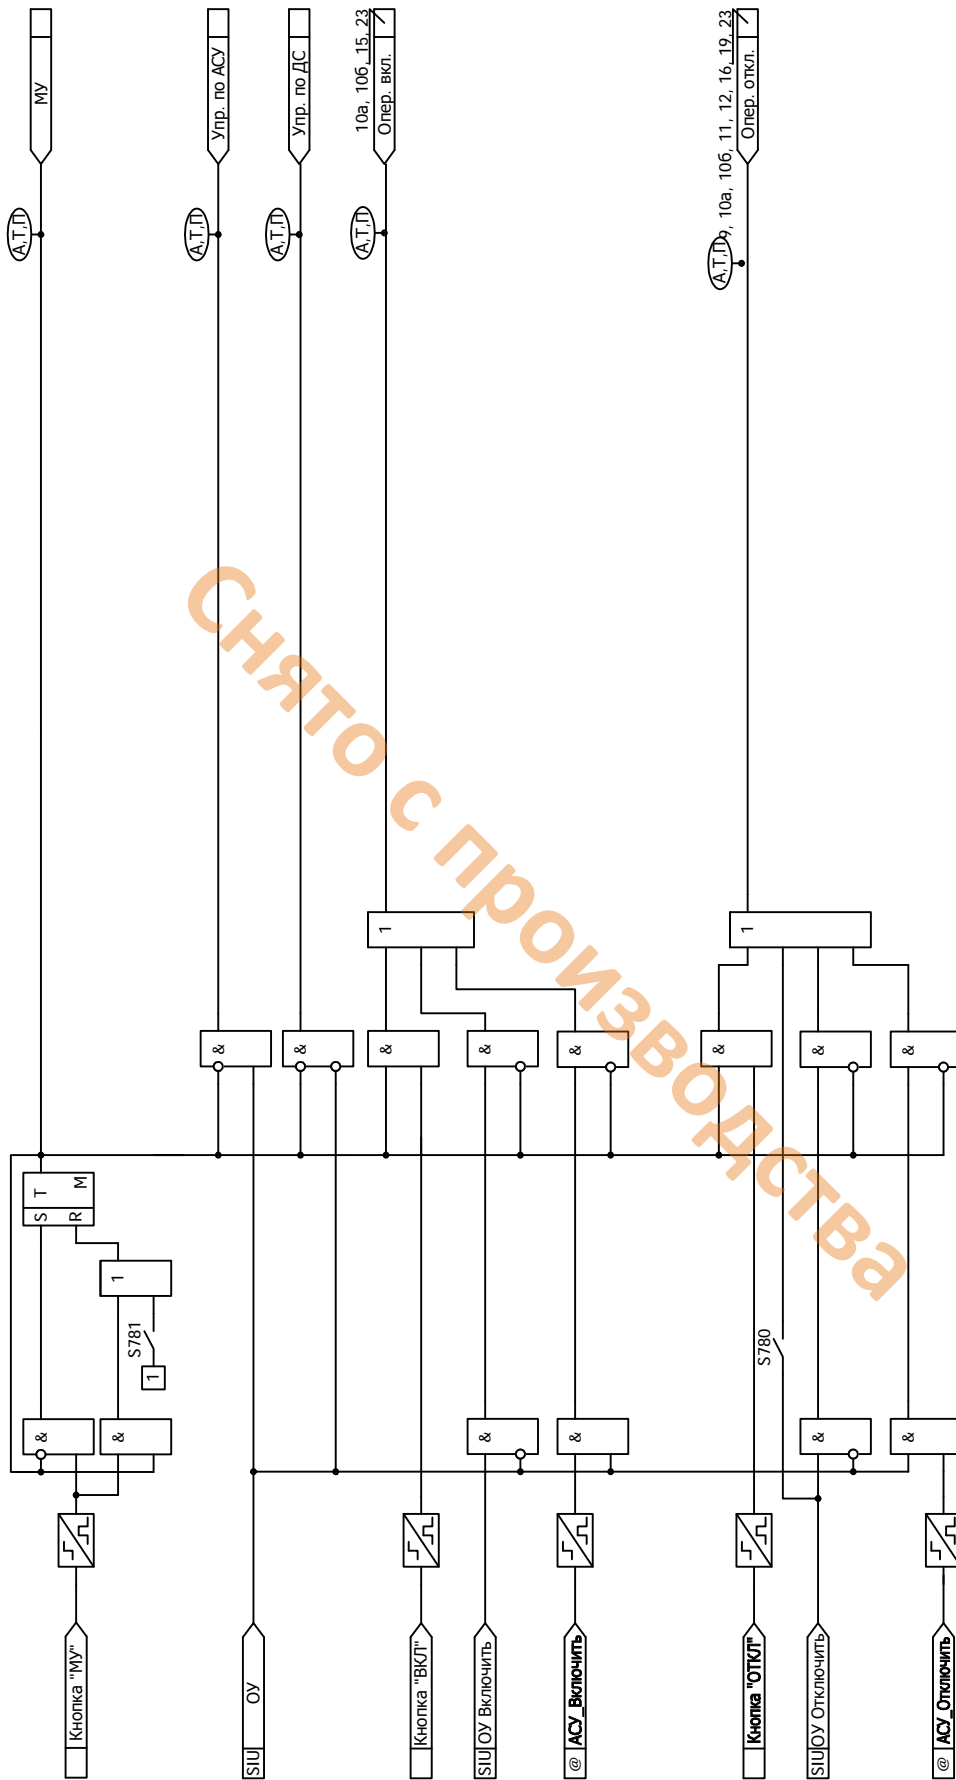 МУ
Упр. по АСУ
Упр. по ДС
10а, 10б, 15, 23
Опер. вкл.
9, 10а, 10б, 11, 12, 16, 19, 23
Опер. откл.
А,Т,П
А,Т,П
А,Т,П
А,Т,П
А,Т,П
Снято с производства
1
1
&
&
&
&
&
&
&
&
S T
R M
1
S781
1
S780
&
&
&
&
&
&
Кнопка "МУ"
SIU ОУ
Кнопка "ВКЛ"
SIU ОУ Включить
@ АСУ_Включить
Кнопка "ОТКЛ"
SIU ОУ Отключить
@ АСУ_Отключить